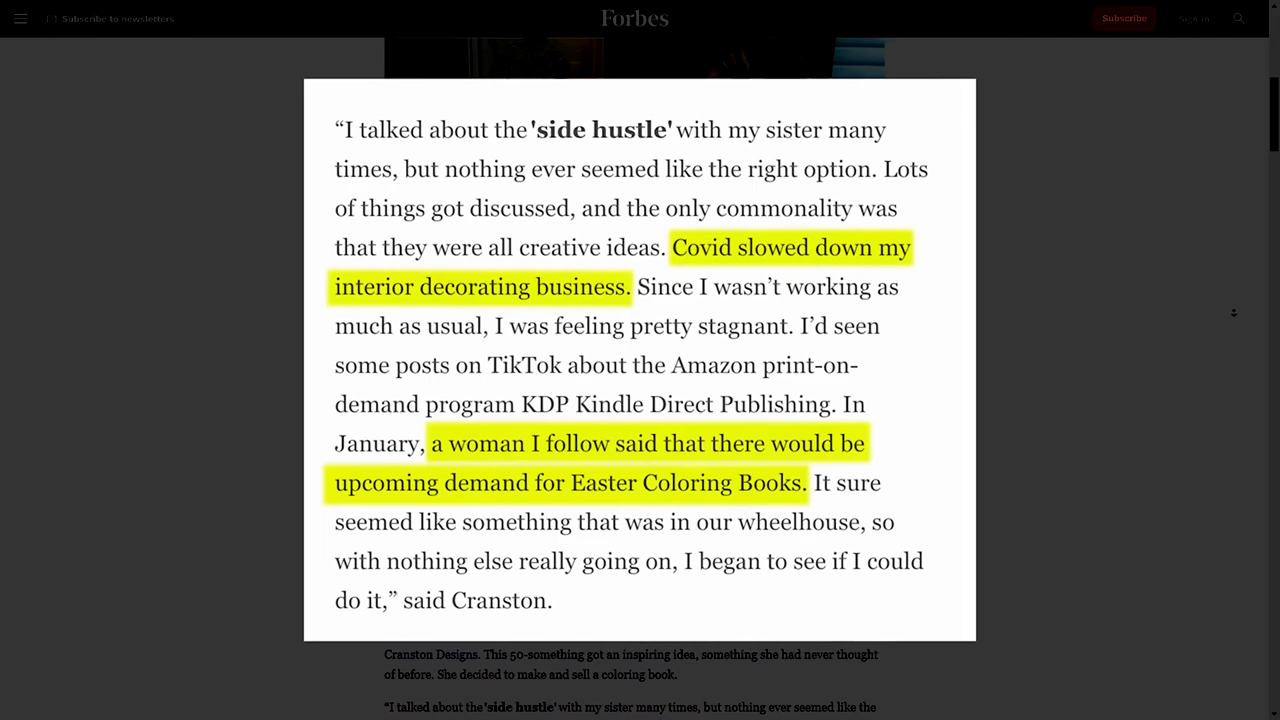 Subscribe to newsletters
Forbes
Subscribe
Sign in
“I talked about the 'side hustle' with my sister many
times, but nothing ever seemed like the right option. Lots
of things got discussed, and the only commonality was
that they were all creative ideas. Covid slowed down my
interior decorating business. Since I wasn’t working as
much as usual, I was feeling pretty stagnant. I’d seen
some posts on TikTok about the Amazon print-on-
demand program KDP Kindle Direct Publishing. In
January, a woman I follow said that there would be
upcoming demand for Easter Coloring Books. It sure
seemed like something that was in our wheelhouse, so
with nothing else really going on, I began to see if I could
do it,” said Cranston.
Cranston Designs. This 50-something got an inspiring idea, something she had never thought
of before. She decided to make and sell a coloring book.
“I talked about the 'side hustle' with my sister many times, but nothing ever seemed like the